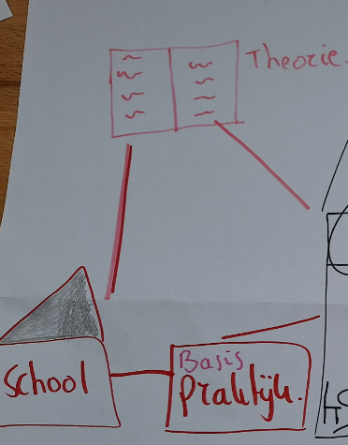 Theorie.
School
Basis
Praktijk.